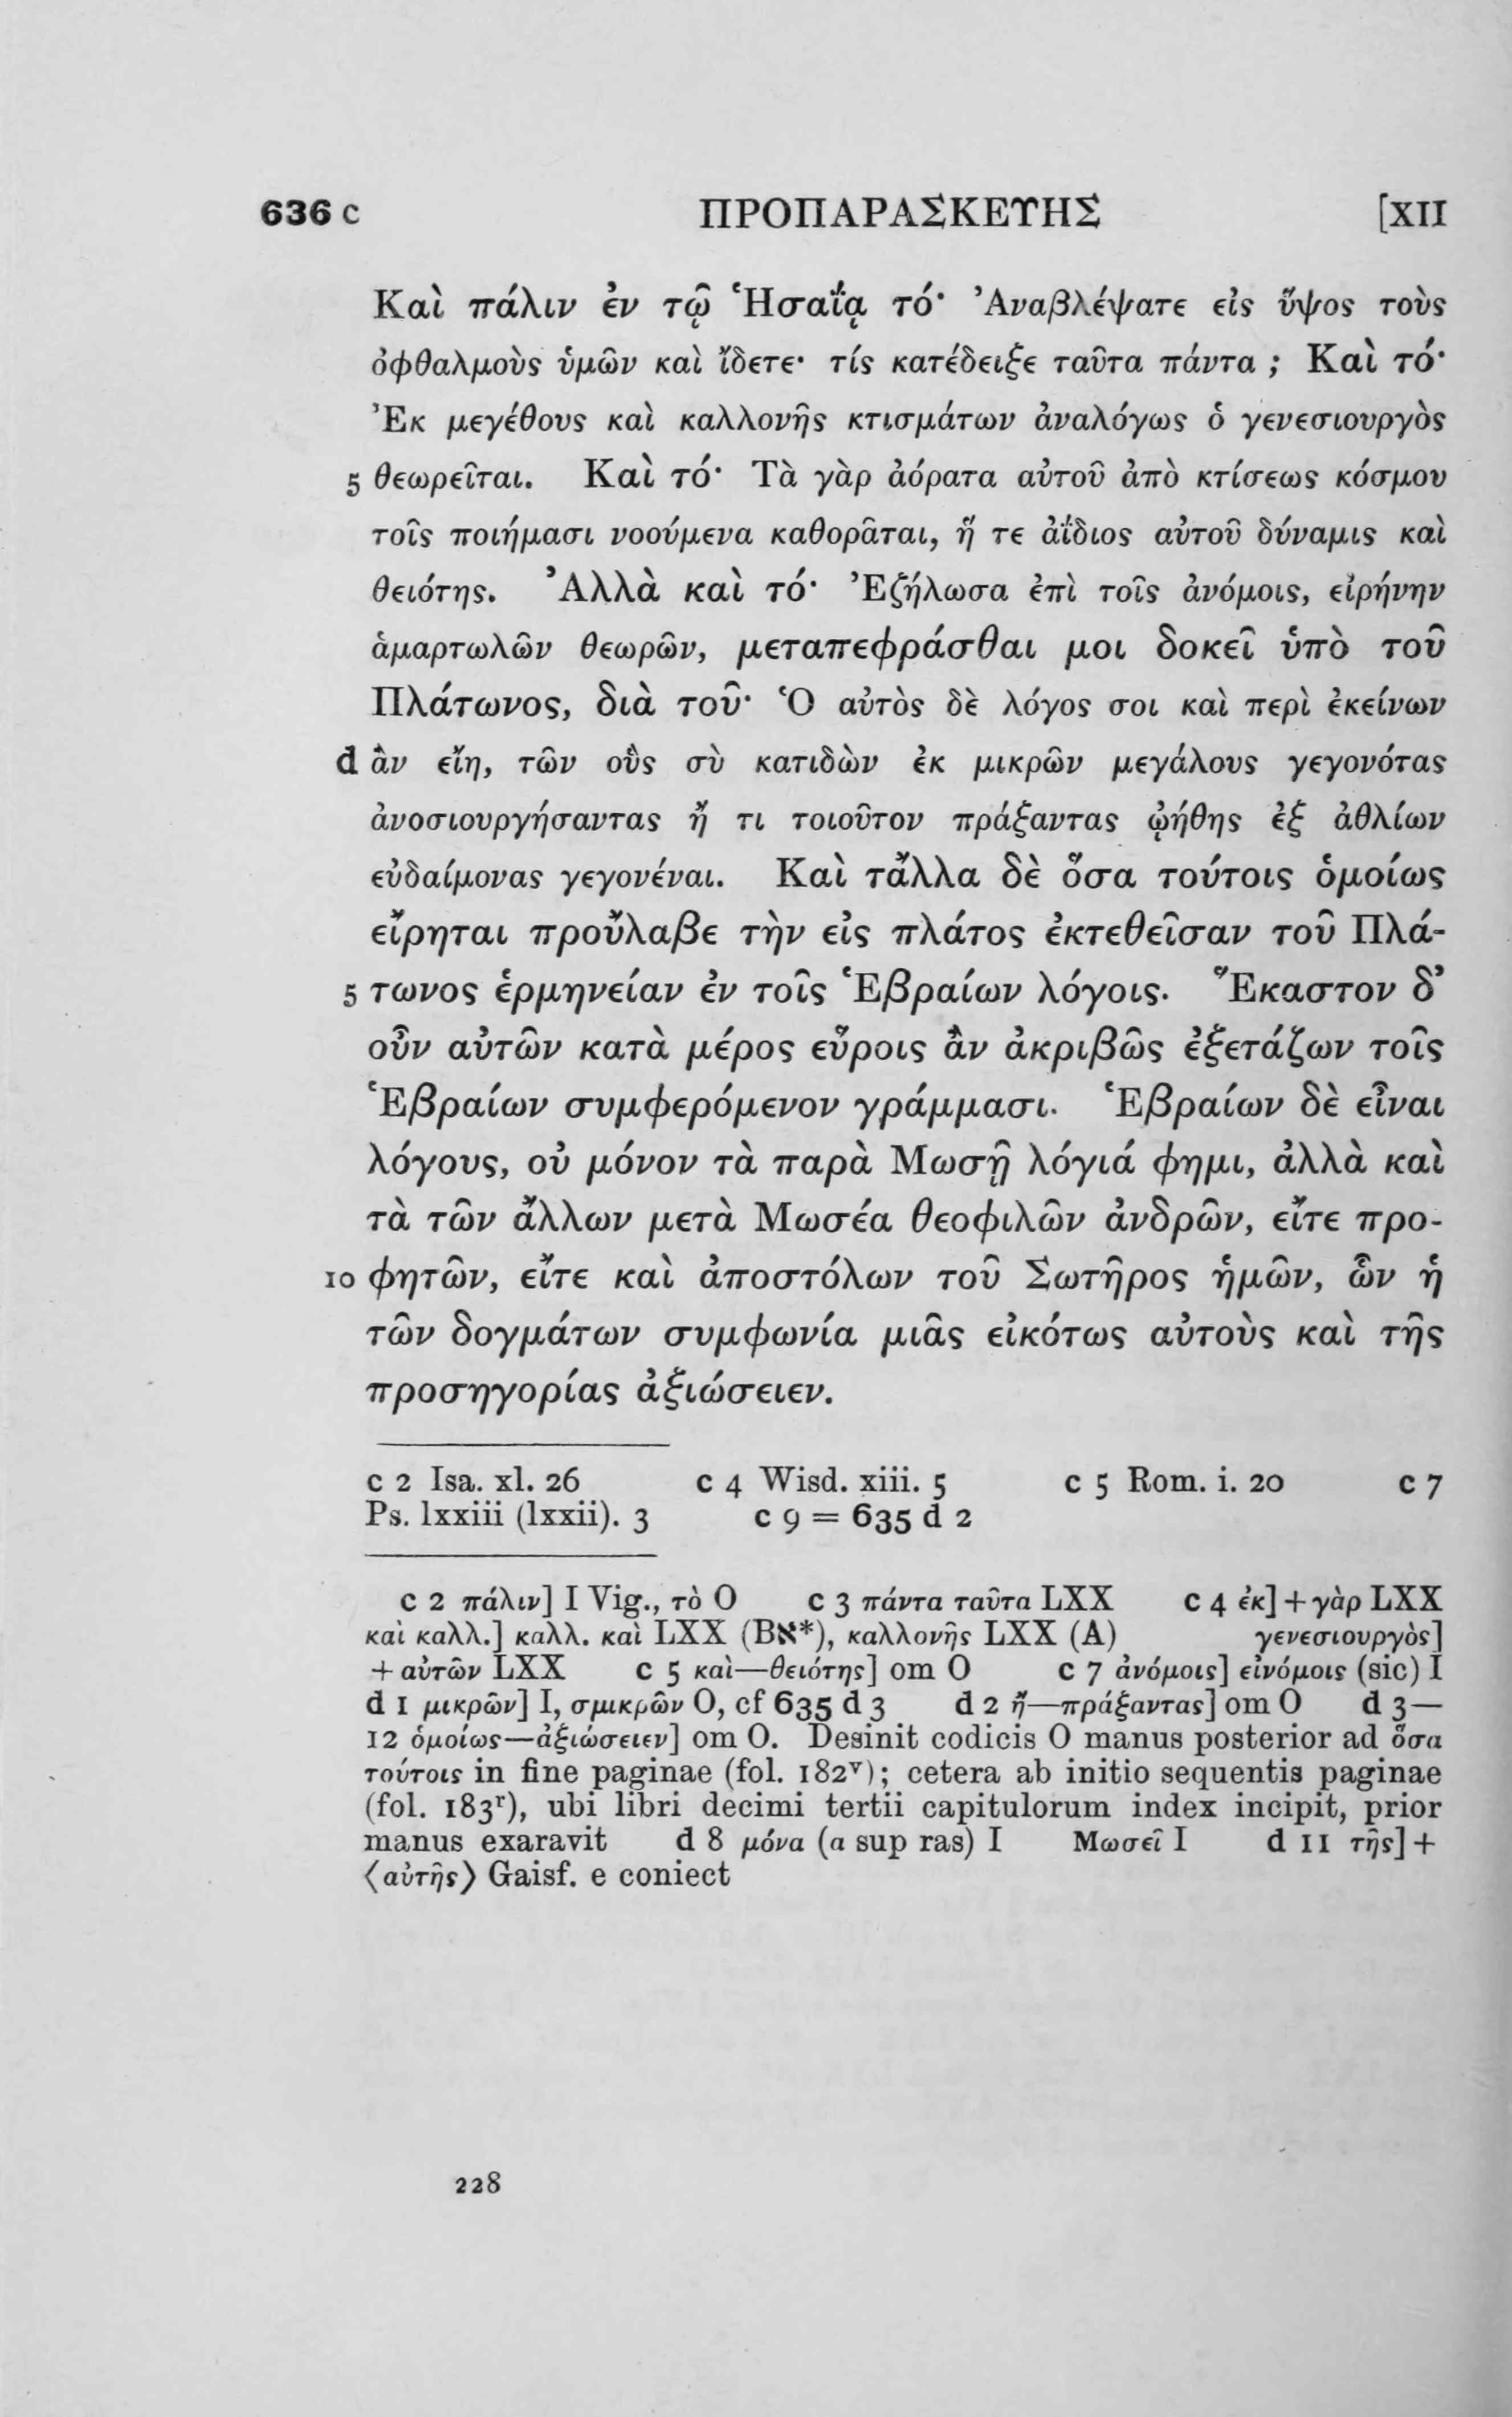 636 c ΠΡΟΠΑΡΑΣΚΕΥΗΣ [XII
Καὶ πάλιν ἐν τῷ Ἡσαΐᾳ τό· Ἀναβλέψατε εἰς ὕψος τοὺς
ὀφθαλμοὺς ὑμῶν καὶ ἴδετε· τίς κατέδειξε ταῦτα πάντα ; Καὶ τό·
Ἐκ μεγέθους καὶ καλλονῆς κτισμάτων ἀναλόγως ὁ γενεσιουργὸς
5 θεωρεῖται. Καὶ τό· Τὰ γὰρ ἀόρατα αὐτοῦ ἀπὸ κτίσεως κόσμου
τοῖς ποιήμασι νοούμενα καθορᾶται, ἥ τε ἀΐδιος αὐτοῦ δύναμις καὶ
θειότης. Ἀλλὰ καὶ τό· Ἐζήλωσα ἐπὶ τοῖς ἀνόμοις, εἰρήνην
ἁμαρτωλῶν θεωρῶν, μεταπεφράσθαι μοι δοκεῖ ὑπὸ τοῦ
Πλάτωνος, διὰ τοῦ· Ὁ αὐτὸς δὲ λόγος σοι καὶ περὶ ἐκείνων
d ἂν εἴη, τῶν οὓς σὺ κατιδὼν ἐκ μικρῶν μεγάλους γεγονότας
ἀνοσιουργήσαντας ἤ τι τοιοῦτον πράξαντας ᾠήθης ἐξ ἀθλίων
εὐδαίμονας γεγονέναι. Καὶ τἄλλα δὲ ὅσα τούτοις ὁμοίως
εἴρηται προὔλαβε τὴν εἰς πλάτος ἐκτεθεῖσαν τοῦ Πλά-
5 τωνος ἑρμηνείαν ἐν τοῖς Ἑβραίων λόγοις. Ἕκαστον δ’
οὖν αὐτῶν κατὰ μέρος εὕροις ἂν ἀκριβῶς ἐξετάζων τοῖς
Ἑβραίων συμφερόμενον γράμμασι. Ἑβραίων δὲ εἶναι
λόγους, οὐ μόνον τὰ παρὰ Μωσῇ λόγιά φημι, ἀλλὰ καὶ
τὰ τῶν ἄλλων μετὰ Μωσέα θεοφιλῶν ἀνδρῶν, εἴτε προ-
10 φητῶν, εἴτε καὶ ἀποστόλων τοῦ Σωτῆρος ἡμῶν, ὧν ἡ
τῶν δογμάτων συμφωνία μιᾶς εἰκότως αὐτοὺς καὶ τῆς
προσηγορίας ἀξιώσειεν.
c 2 Isa. xl. 26 c 4 Wisd. xiii. 5 c 5 Rom. i. 20 c 7
Ps. lxxiii (lxxii). 3 c 9 = 635 d 2
c 2 πάλιν] I Vig., τὸ O c 3 πάντα ταῦτα LXX c 4 ἐκ] + γὰρ LXX
καὶ καλλ.] καλλ. καὶ LXX (Bא*), καλλονῆς LXX (A) γενεσιουργὸς]
+ αὐτῶν LXX c 5 καὶ—θειότης] om O c 7 ἀνόμοις] εἰνόμοις (sic) I
d 1 μικρῶν] I, σμικρῶν O, cf 635 d 3 d 2 ἤ—πράξαντας] om O d 3—
12 ὁμοίως—ἀξιώσειεν] om O. Desinit codicis O manus posterior ad ὅσα
τούτοις in fine paginae (fol. 182ᵛ); cetera ab initio sequentis paginae
(fol. 183ʳ), ubi libri decimi tertii capitulorum index incipit, prior
manus exaravit d 8 μόνα (α sup ras) I Μωσεῖ I d 11 τῆς] +
⟨αὐτῆς⟩ Gaisf. e coniect
228